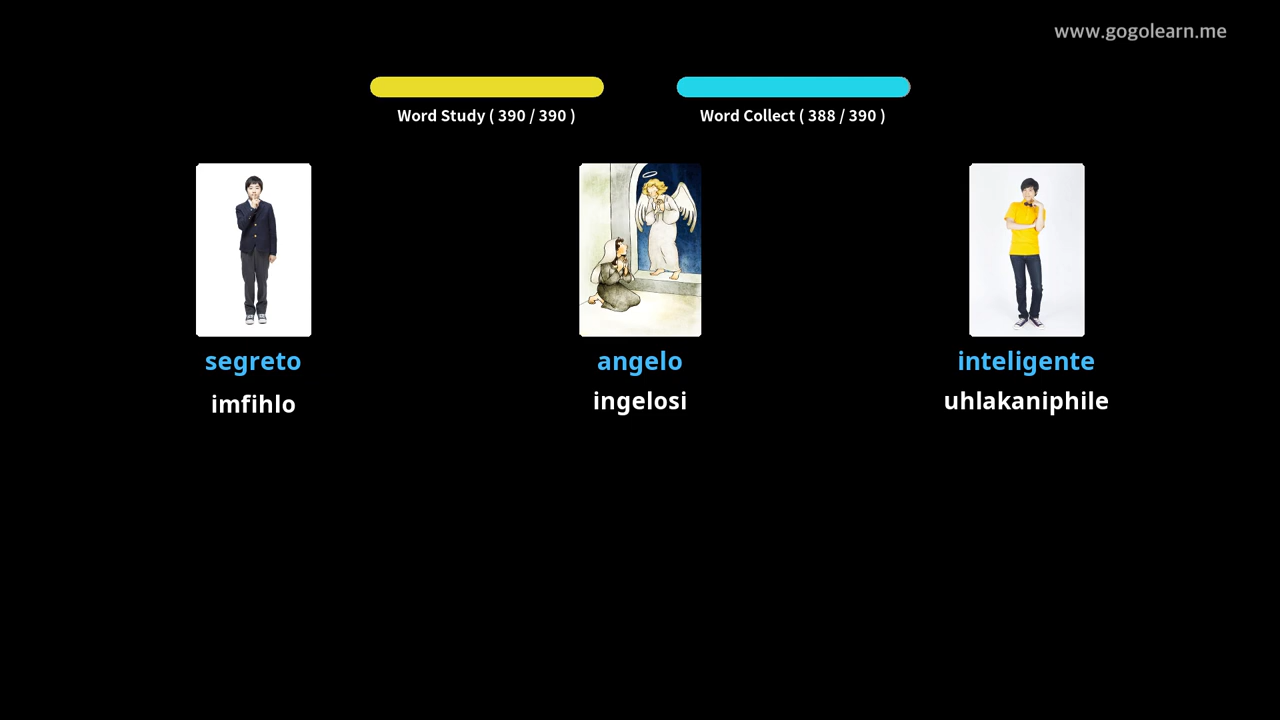 www.gogolearn.me
Word Study ( 390 / 390 )
Word Collect ( 388 / 390 )
segreto
imfihlo
angelo
ingelosi
inteligente
uhlakaniphile